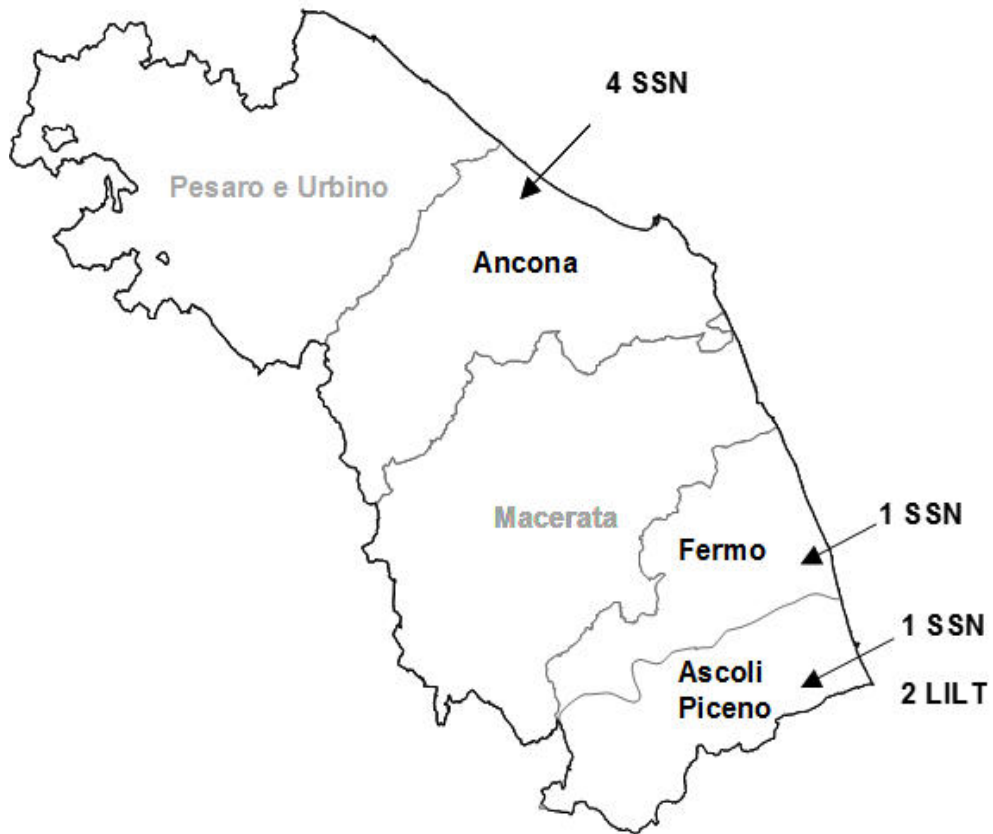 4 SSN
Pesaro e Urbino
Ancona
Macerata
1 SSN
Fermo
1 SSN
Ascoli
Piceno
2 LILT